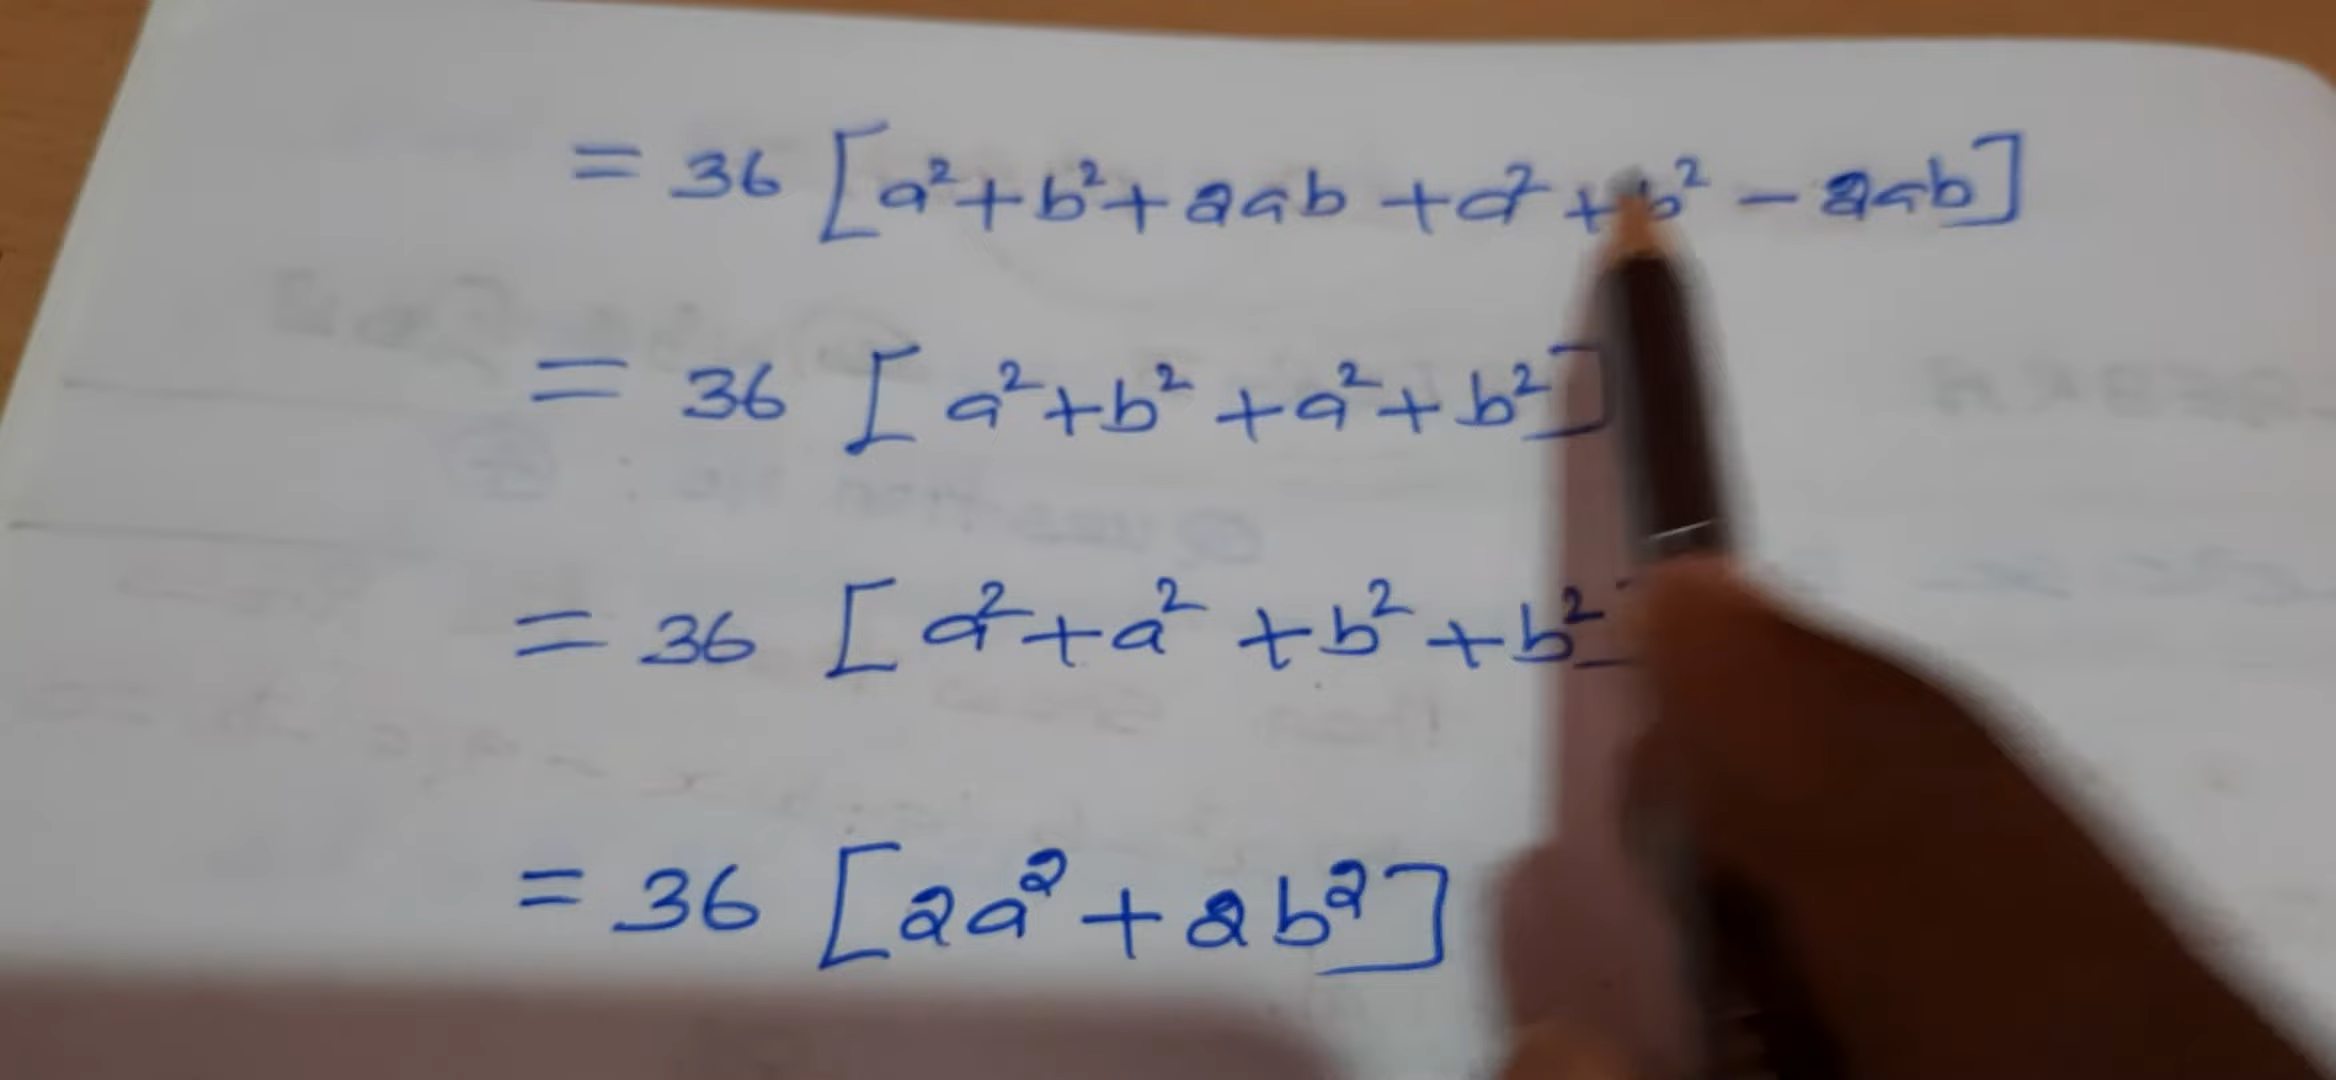 = 36 [a² + b² + 2ab + a² + b² - 2ab]
= 36 [a² + b² + a² + b²]
= 36 [a² + a² + b² + b²]
= 36 [2a² + 2b²]